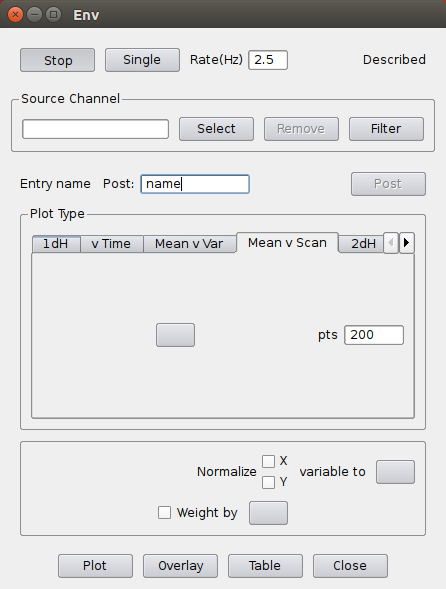 Env
Stop Single Rate(Hz) 2.5 Described
Source Channel
Select Remove Filter
Entry name Post: name Post
Plot Type
1dH v Time Mean v Var Mean v Scan 2dH
pts 200
Normalize X variable to
Y
Weight by
Plot Overlay Table Close